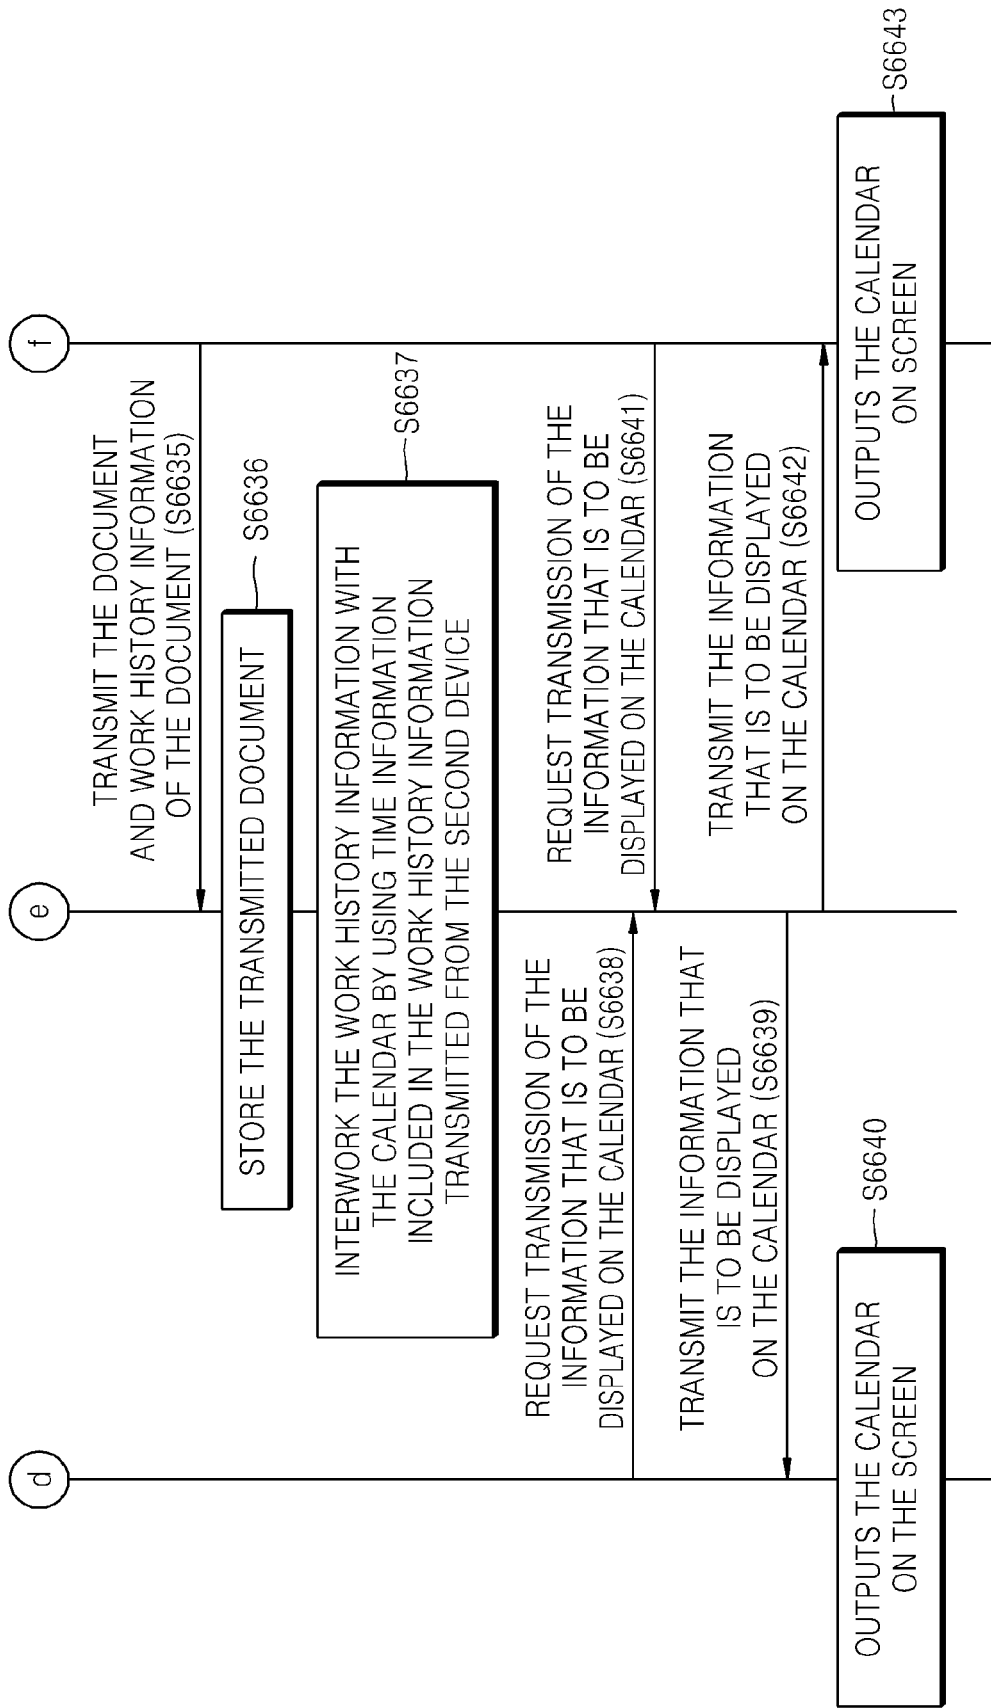 d
e
f
TRANSMIT THE DOCUMENT
AND WORK HISTORY INFORMATION
OF THE DOCUMENT (S6635)
STORE THE TRANSMITTED DOCUMENT
S6636
INTERWORK THE WORK HISTORY INFORMATION WITH
THE CALENDAR BY USING TIME INFORMATION
INCLUDED IN THE WORK HISTORY INFORMATION
TRANSMITTED FROM THE SECOND DEVICE
S6637
REQUEST TRANSMISSION OF THE
INFORMATION THAT IS TO BE
DISPLAYED ON THE CALENDAR (S6638)
REQUEST TRANSMISSION OF THE
INFORMATION THAT IS TO BE
DISPLAYED ON THE CALENDAR (S6641)
TRANSMIT THE INFORMATION THAT
IS TO BE DISPLAYED
ON THE CALENDAR (S6639)
TRANSMIT THE INFORMATION
THAT IS TO BE DISPLAYED
ON THE CALENDAR (S6642)
OUTPUTS THE CALENDAR
ON THE SCREEN
S6640
OUTPUTS THE CALENDAR
ON SCREEN
S6643